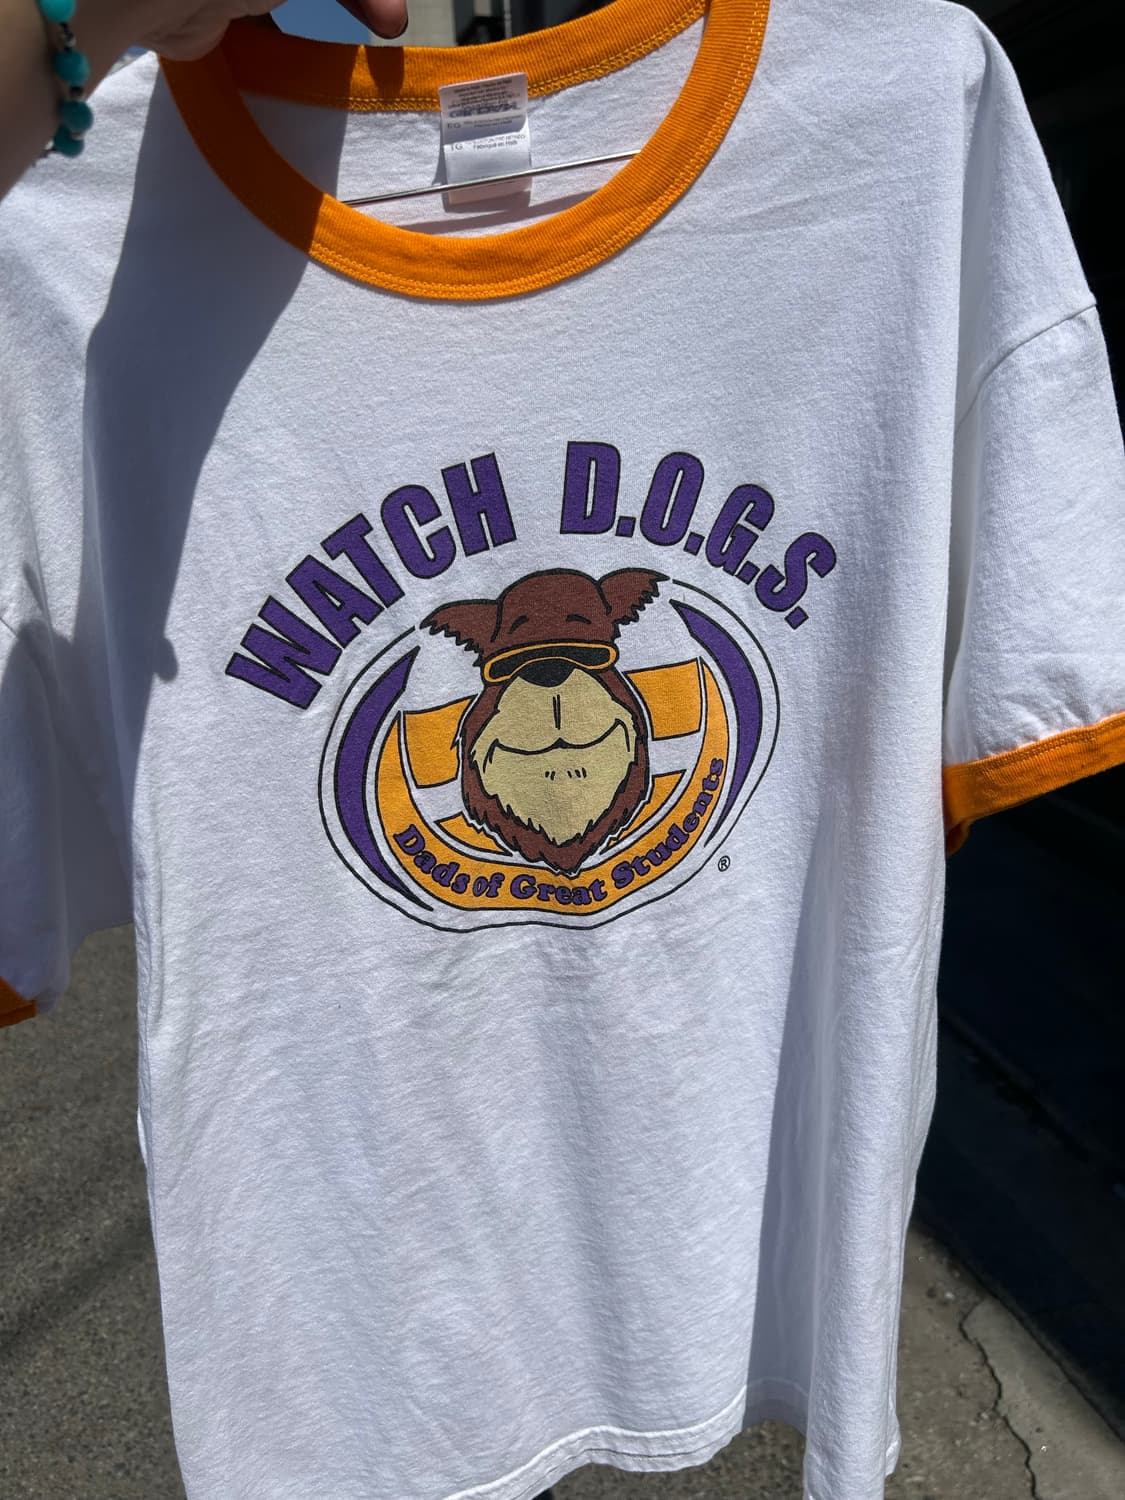 WATCH D.O.G.S.
Dads of Great Students
®